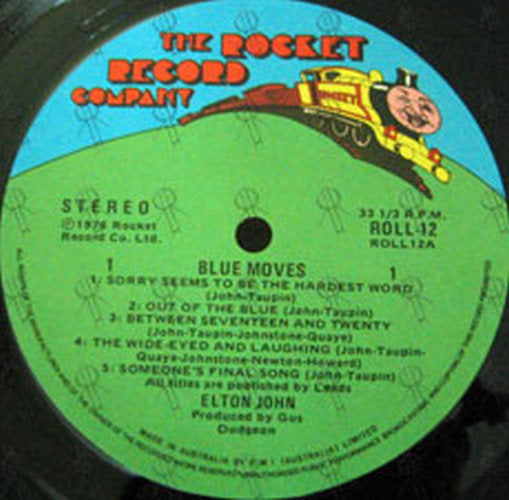 THE ROCKET
RECORD
COMPANY
ROCKET
STEREO
℗1976 Rocket
Record Co. Ltd.
33 1/3 R.P.M.
ROLL-12
ROLL12A
1 BLUE MOVES 1
1: SORRY SEEMS TO BE THE HARDEST WORD
(John-Taupin)
2: OUT OF THE BLUE (John-Taupin)
3: BETWEEN SEVENTEEN AND TWENTY
(John-Taupin-Johnstone-Quaye)
4: THE WIDE-EYED AND LAUGHING (John-Taupin-
Quaye-Johnstone-Newton-Howard)
5: SOMEONE'S FINAL SONG (John-Taupin)
All titles are published by Leeds
ELTON JOHN
Produced by Gus
Dudgeon
MADE IN AUSTRALIA BY E.M.I (AUSTRALIA) LIMITED